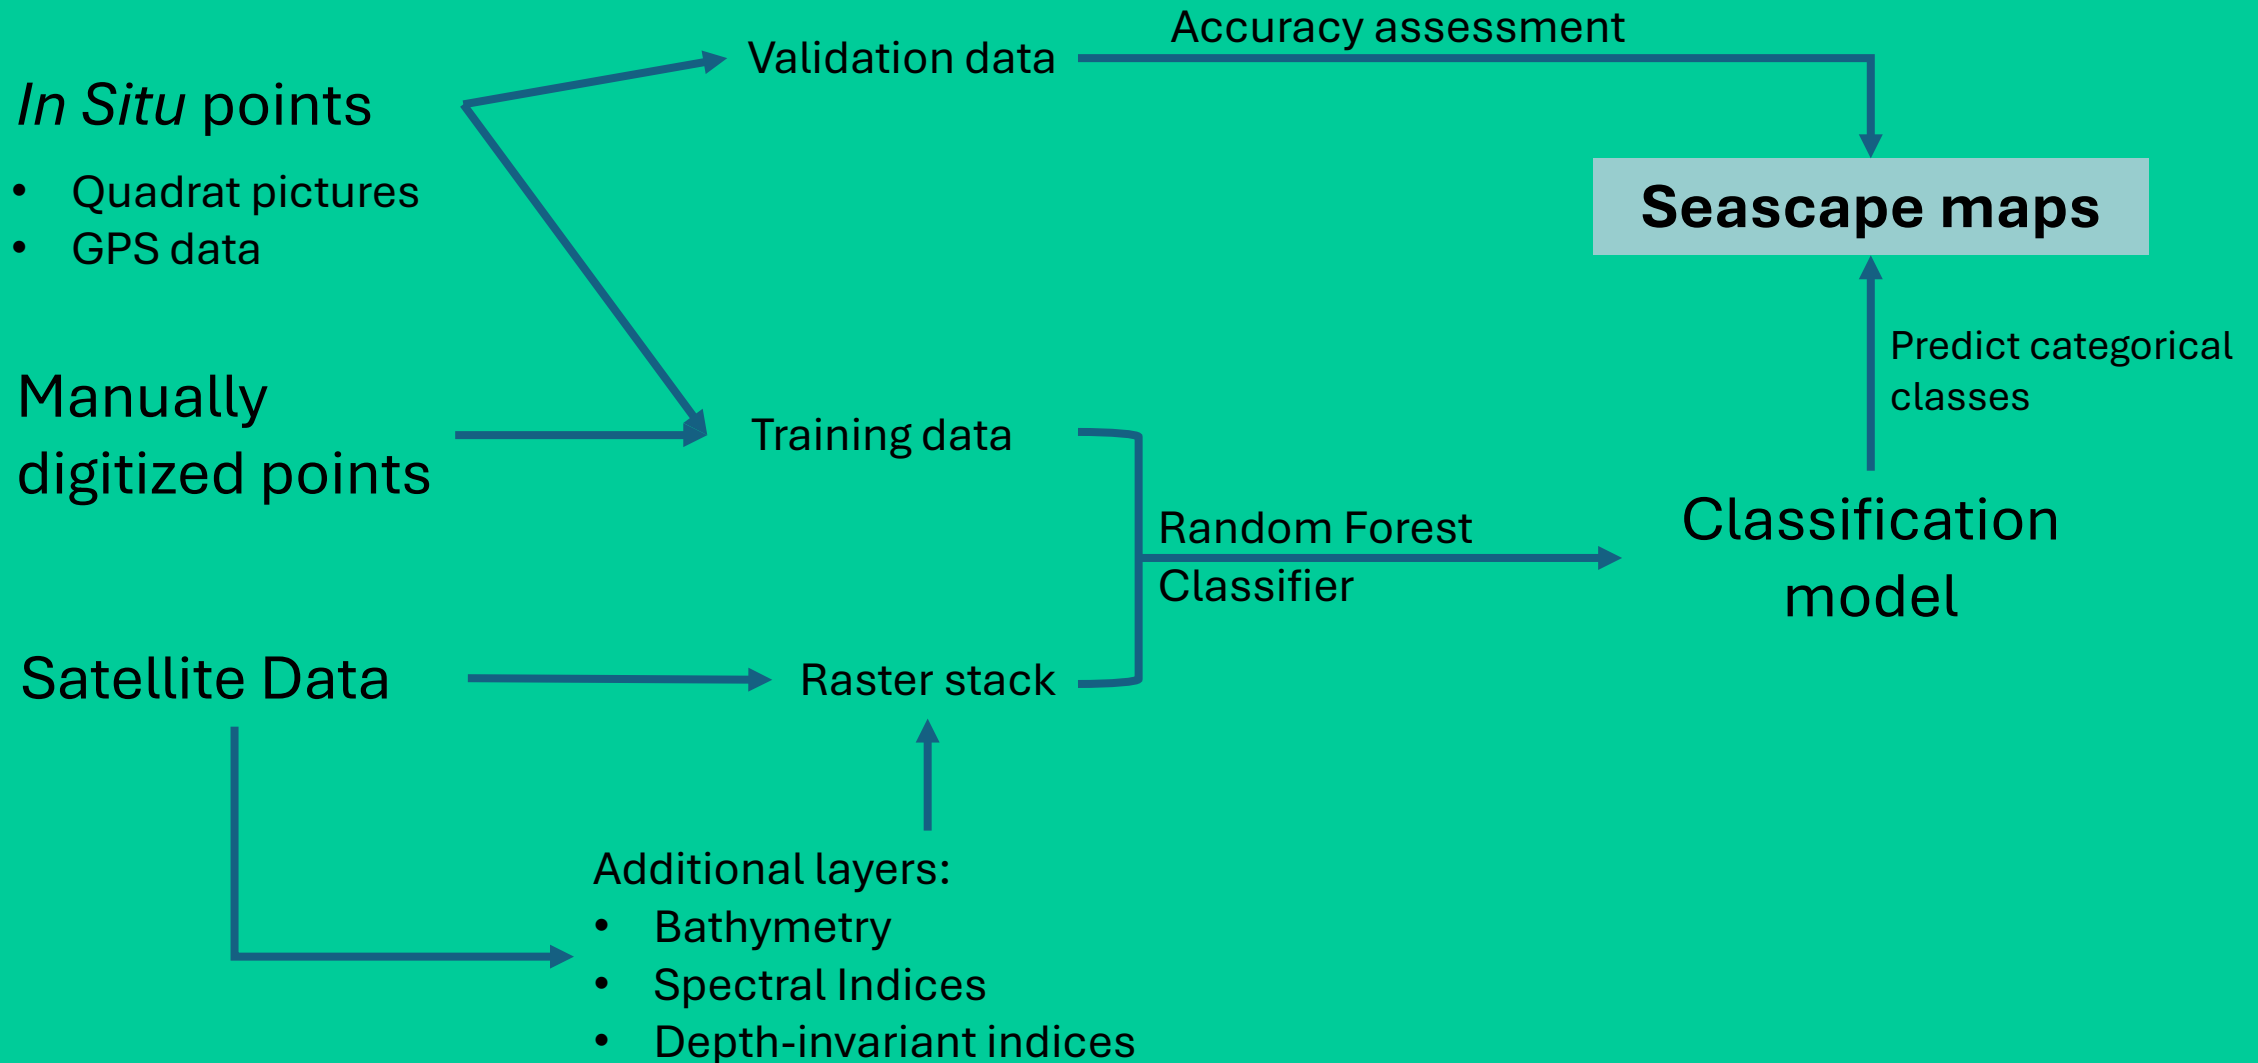 Accuracy assessment
Validation data
In Situ points
• Quadrat pictures
• GPS data
Seascape maps
Predict categorical
classes
Manually
digitized points
Training data
Random Forest
Classifier
Classification
model
Satellite Data
Raster stack
Additional layers:
• Bathymetry
• Spectral Indices
• Depth-invariant indices